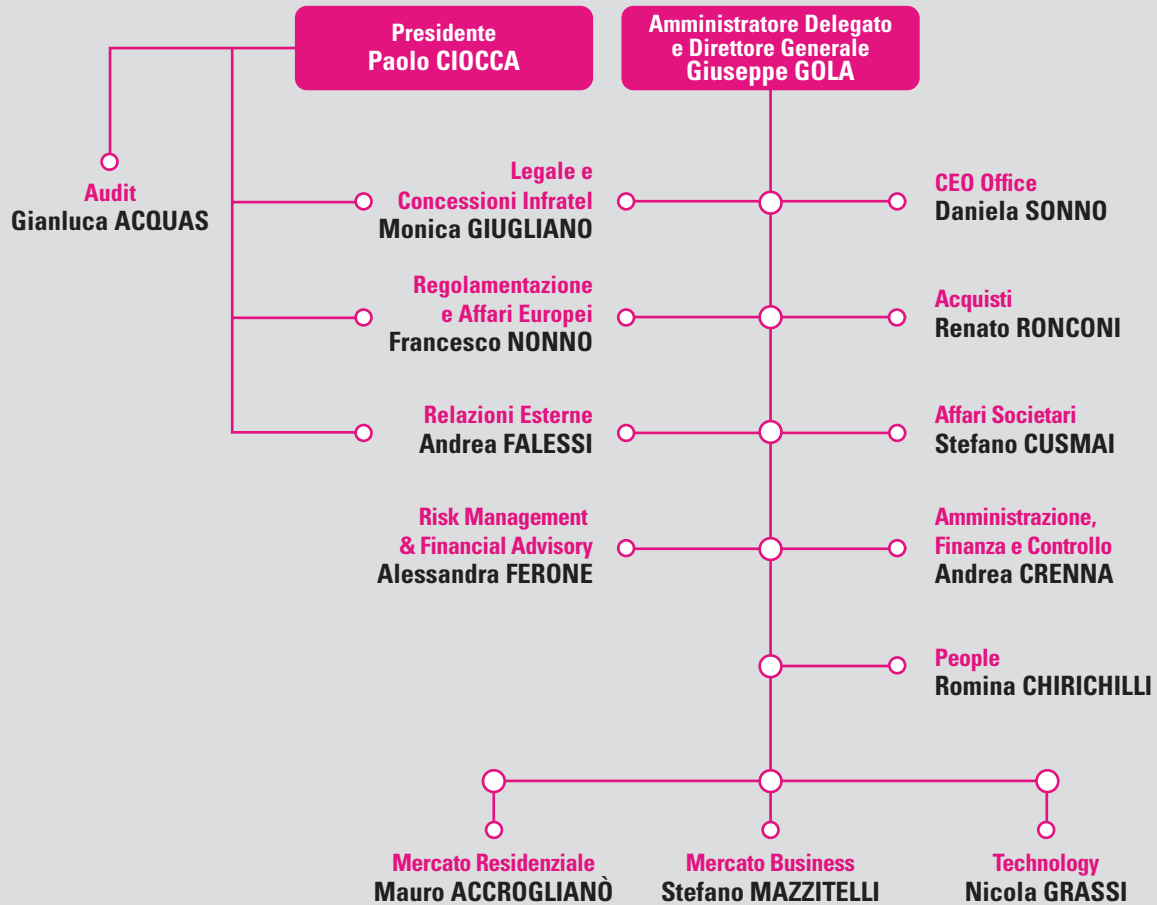 Presidente
Paolo CIOCCA
Amministratore Delegato
e Direttore Generale
Giuseppe GOLA
Audit
Gianluca ACQUAS
Legale e
Concessioni Infratel
Monica GIUGLIANO
CEO Office
Daniela SONNO
Regolamentazione
e Affari Europei
Francesco NONNO
Acquisti
Renato RONCONI
Relazioni Esterne
Andrea FALESSI
Affari Societari
Stefano CUSMAI
Risk Management
& Financial Advisory
Alessandra FERONE
Amministrazione,
Finanza e Controllo
Andrea CRENNA
People
Romina CHIRICHILLI
Mercato Residenziale
Mauro ACCROGLIANÒ
Mercato Business
Stefano MAZZITELLI
Technology
Nicola GRASSI